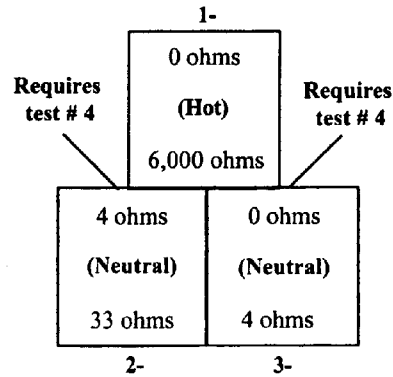 1-
0 ohms
(Hot)
6,000 ohms
Requires
test # 4
Requires
test # 4
4 ohms
(Neutral)
33 ohms
0 ohms
(Neutral)
4 ohms
2-
3-